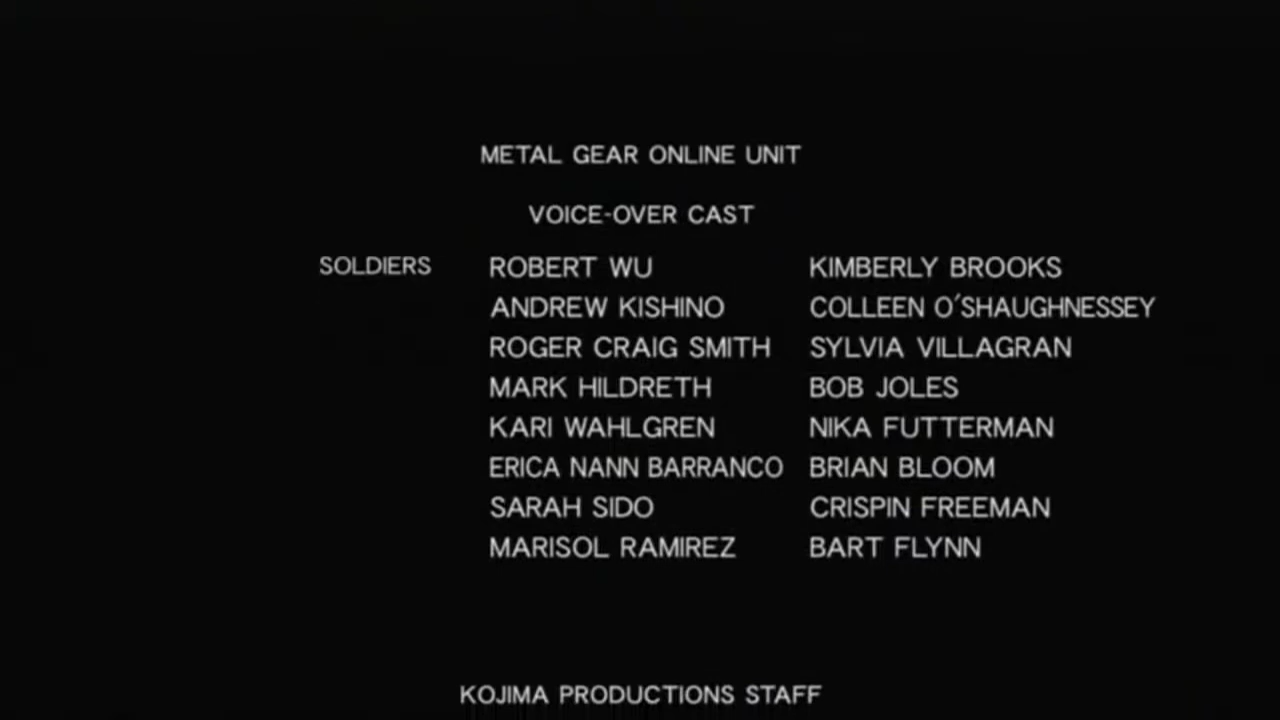 METAL GEAR ONLINE UNIT
VOICE-OVER CAST
SOLDIERS ROBERT WU KIMBERLY BROOKS
ANDREW KISHINO COLLEEN O'SHAUGHNESSEY
ROGER CRAIG SMITH SYLVIA VILLAGRAN
MARK HILDRETH BOB JOLES
KARI WAHLGREN NIKA FUTTERMAN
ERICA NANN BARRANCO BRIAN BLOOM
SARAH SIDO CRISPIN FREEMAN
MARISOL RAMIREZ BART FLYNN
KOJIMA PRODUCTIONS STAFF